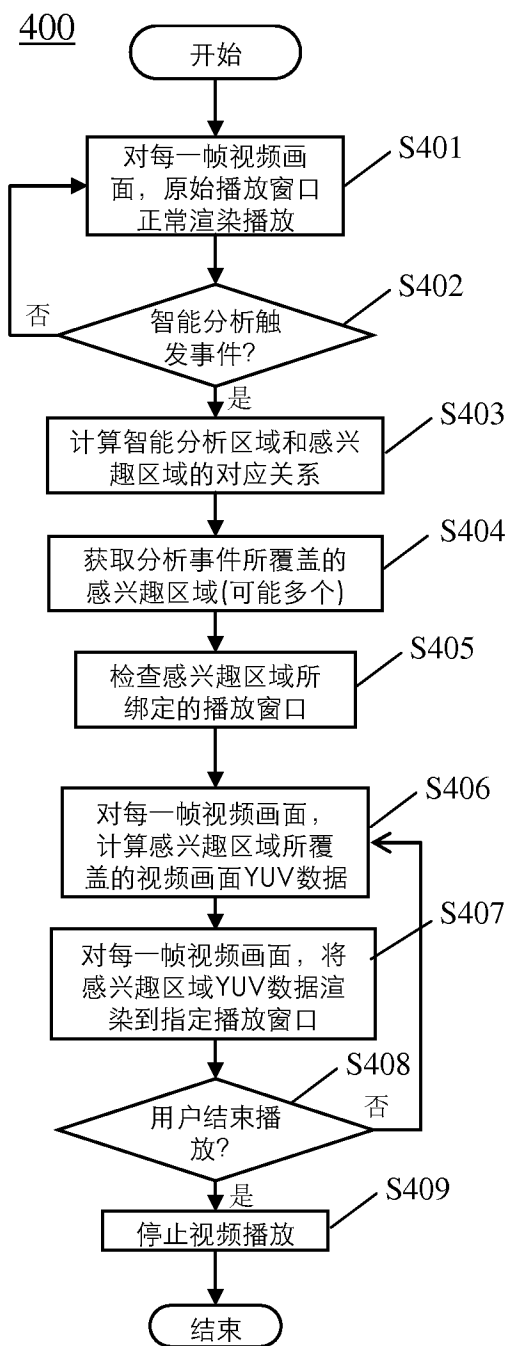 400
开始
对每一帧视频画
面，原始播放窗口
正常渲染播放
S401
智能分析触
发事件？
S402
否
是
计算智能分析区域和感兴
趣区域的对应关系
S403
获取分析事件所覆盖的
感兴趣区域(可能多个)
S404
检查感兴趣区域所
绑定的播放窗口
S405
对每一帧视频画面，
计算感兴趣区域所覆
盖的视频画面YUV数据
S406
对每一帧视频画面，将
感兴趣区域YUV数据渲
染到指定播放窗口
S407
用户结束播
放？
S408
否
是
停止视频播放
S409
结束